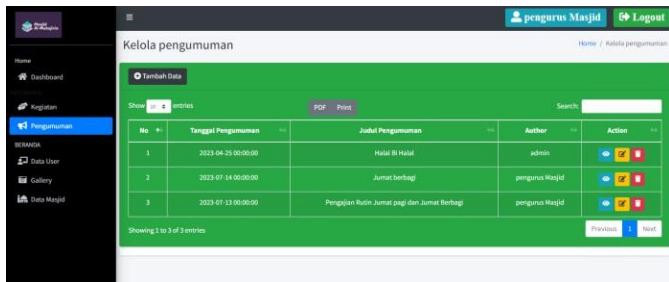 Masjid
Al-Muhajirin
pengurus Masjid
Logout
Kelola pengumuman
Home / Kelola pengumuman
Home
Dashboard
Kegiatan
Pengumuman
BERANDA
Data User
Gallery
Data Masjid
Tambah Data
Show 10 entries
PDF Print
Search:
No Tanggal Pengumuman Judul Pengumuman Author Action
1 2023-04-25 00:00:00 Halal Bi Halal admin
2 2023-07-14 00:00:00 Jumat berbagi pengurus Masjid
3 2023-07-13 00:00:00 Pengajian Rutin Jumat pagi dan Jumat Berbagi pengurus Masjid
Showing 1 to 3 of 3 entries
Previous 1 Next